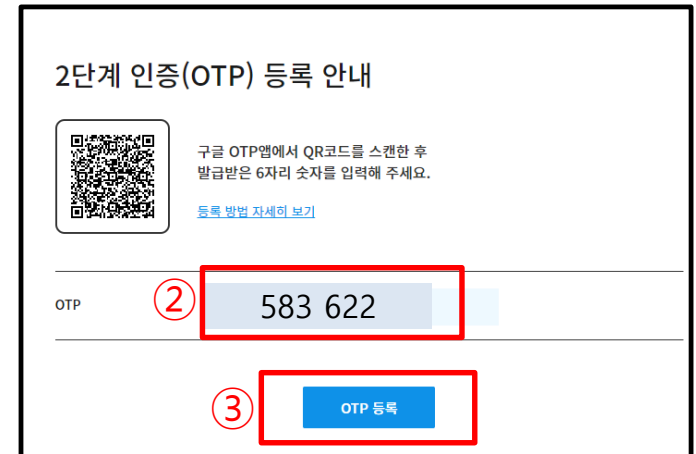 2단계 인증(OTP) 등록 안내
구글 OTP앱에서 QR코드를 스캔한 후
발급받은 6자리 숫자를 입력해 주세요.
등록 방법 자세히 보기
OTP
②
583 622
③
OTP 등록